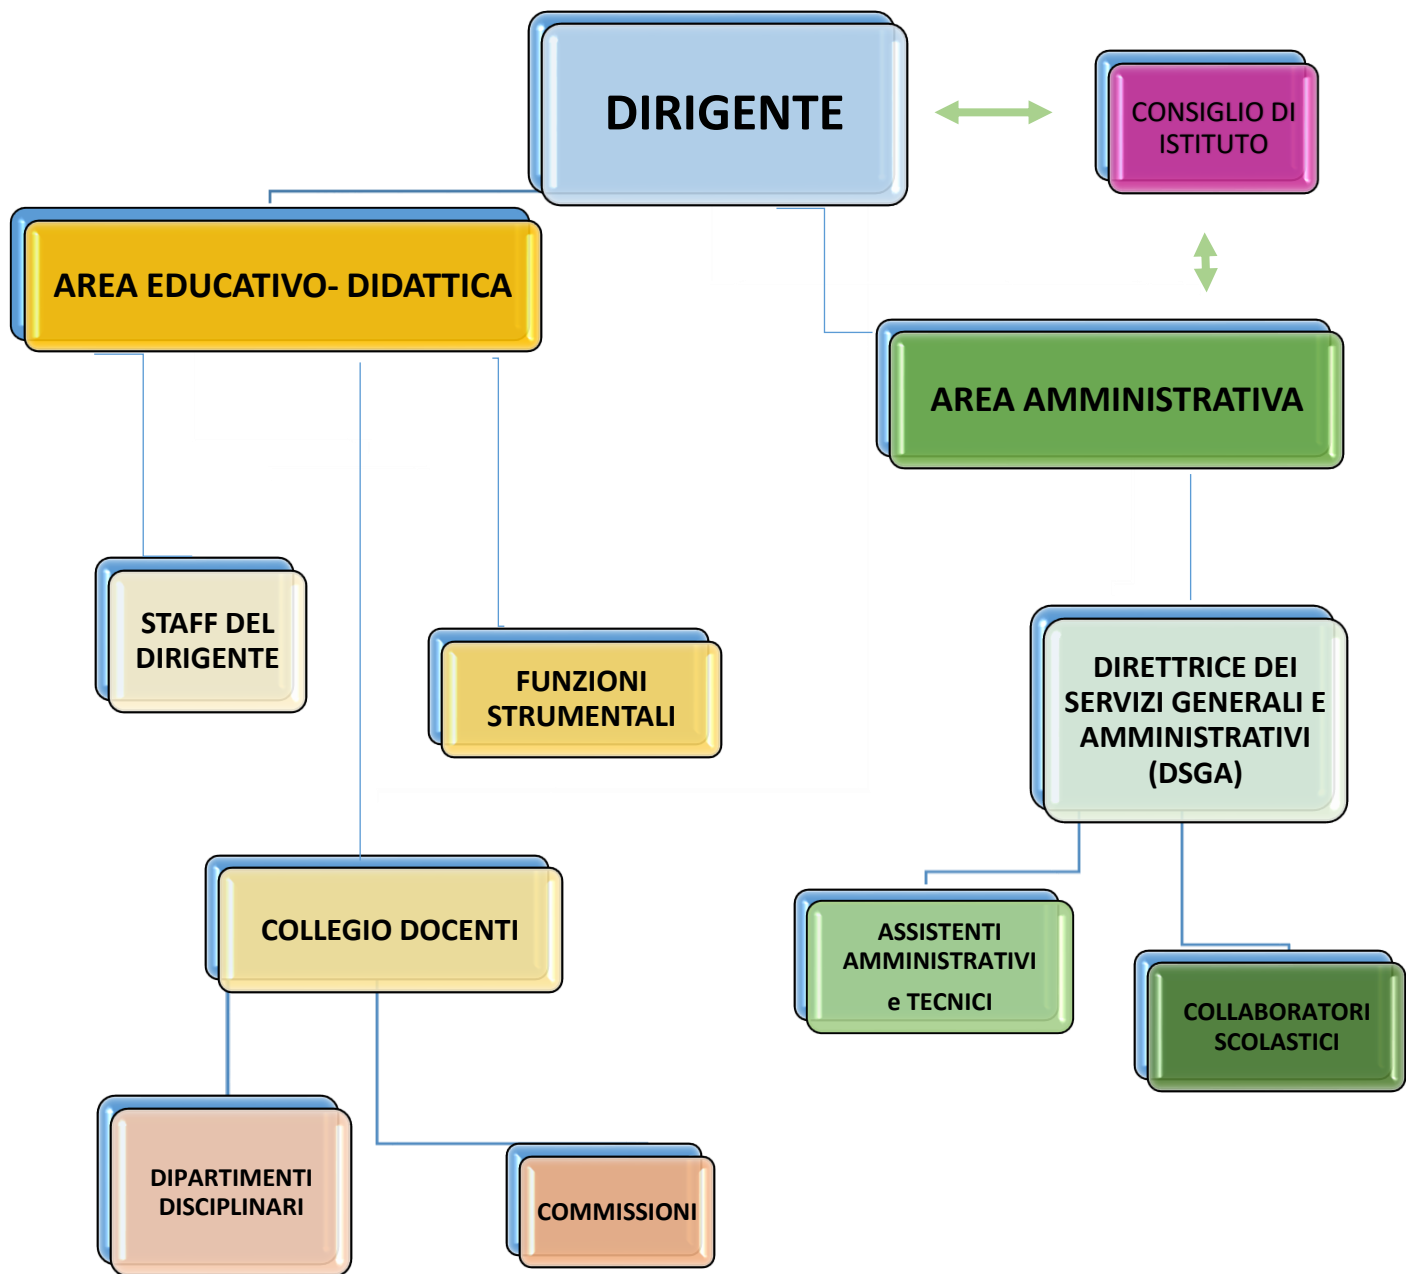 DIRIGENTE
CONSIGLIO DI
ISTITUTO
AREA EDUCATIVO- DIDATTICA
AREA AMMINISTRATIVA
STAFF DEL
DIRIGENTE
FUNZIONI
STRUMENTALI
DIRETTRICE DEI
SERVIZI GENERALI E
AMMINISTRATIVI
(DSGA)
COLLEGIO DOCENTI
ASSISTENTI
AMMINISTRATIVI
e TECNICI
COLLABORATORI
SCOLASTICI
DIPARTIMENTI
DISCIPLINARI
COMMISSIONI